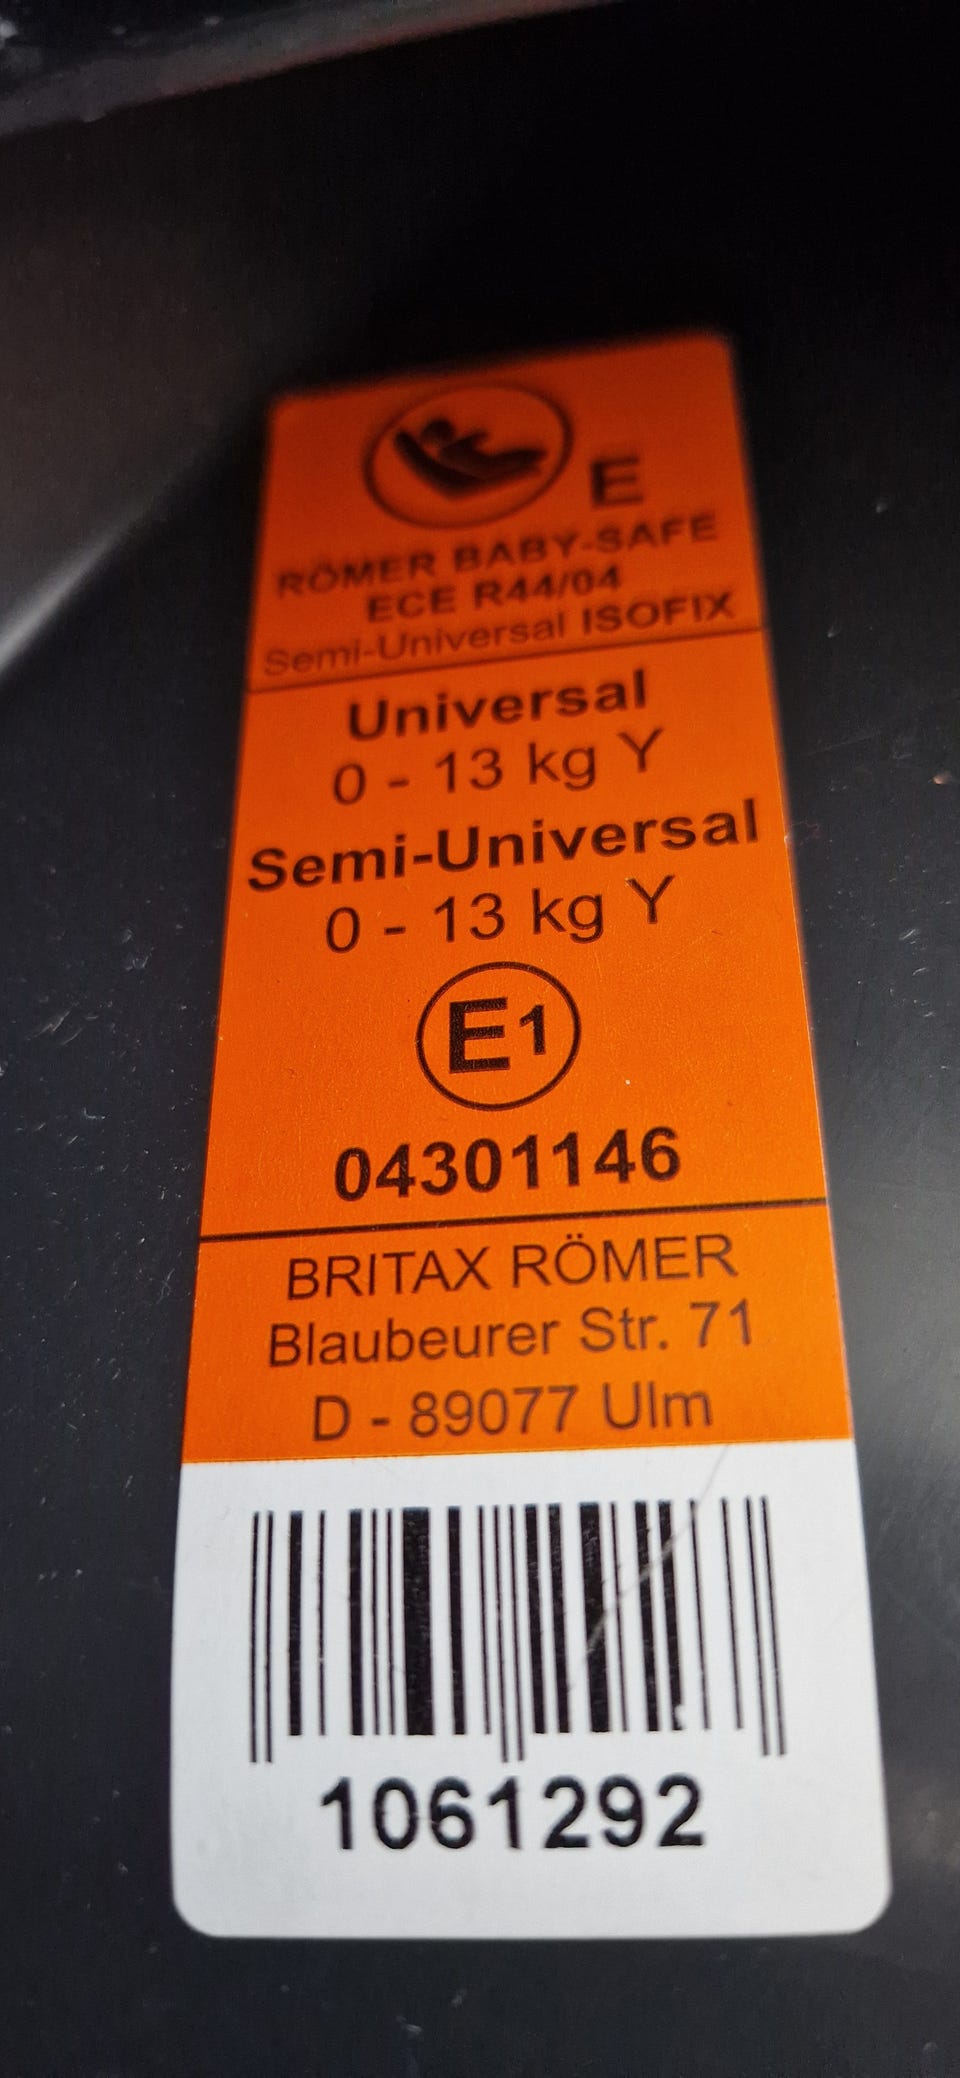 E
RÖMER BABY-SAFE
ECE R44/04
Semi-Universal ISOFIX
Universal
0 - 13 kg Y
Semi-Universal
0 - 13 kg Y
E1
04301146
BRITAX RÖMER
Blaubeurer Str. 71
D - 89077 Ulm
1061292